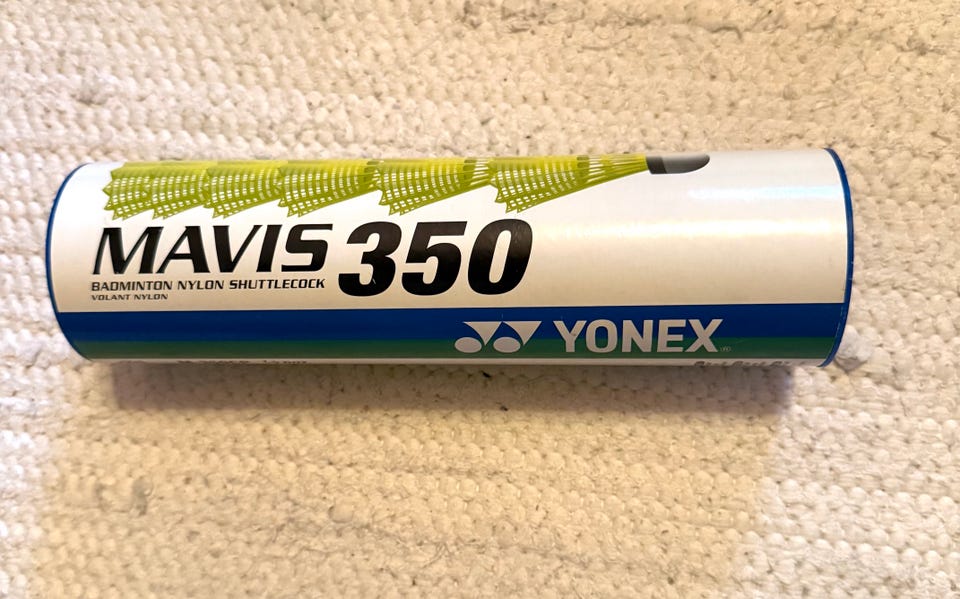 MAVIS 350
BADMINTON NYLON SHUTTLECOCK
VOLANT NYLON
YONEX®